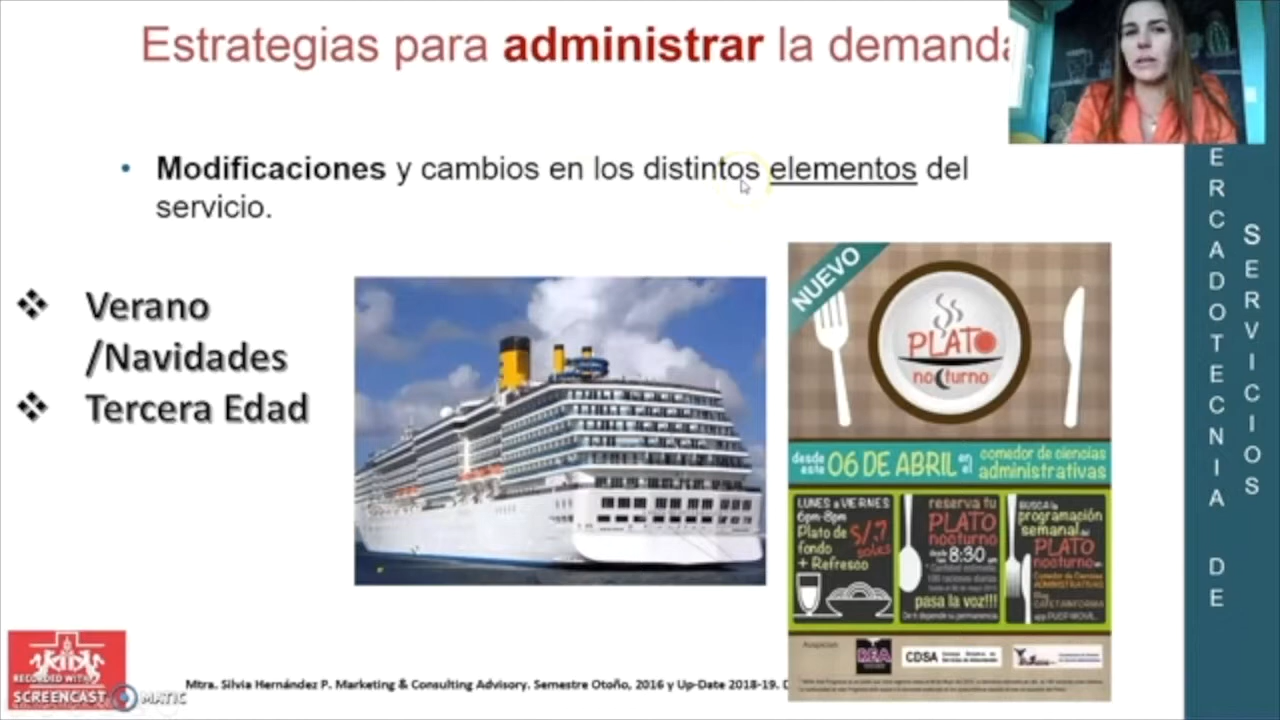 Estrategias para administrar la demanda
• Modificaciones y cambios en los distintos elementos del
servicio.
❖ Verano
/Navidades
❖ Tercera Edad
NUEVO
PLATO
nocturno
desde este 06 DE ABRIL en el comedor de ciencias administrativas
LUNES a VIERNES
6pm-8pm
Plato de
fondo
+ Refresco
S/.7
soles
reserva tu
PLATO
nocturno
desde las 8:30 am
pasa la voz!!!
BUSCA la
programación
semanal del
PLATO
nocturno en:
Auspician
CDSA
MERCADOTECNIA DE
SERVICIOS
KIDS
RECORDED WITH
SCREENCAST MATIC
Mtra. Silvia Hernández P. Marketing & Consulting Advisory. Semestre Otoño, 2016 y Up-Date 2018-19. D